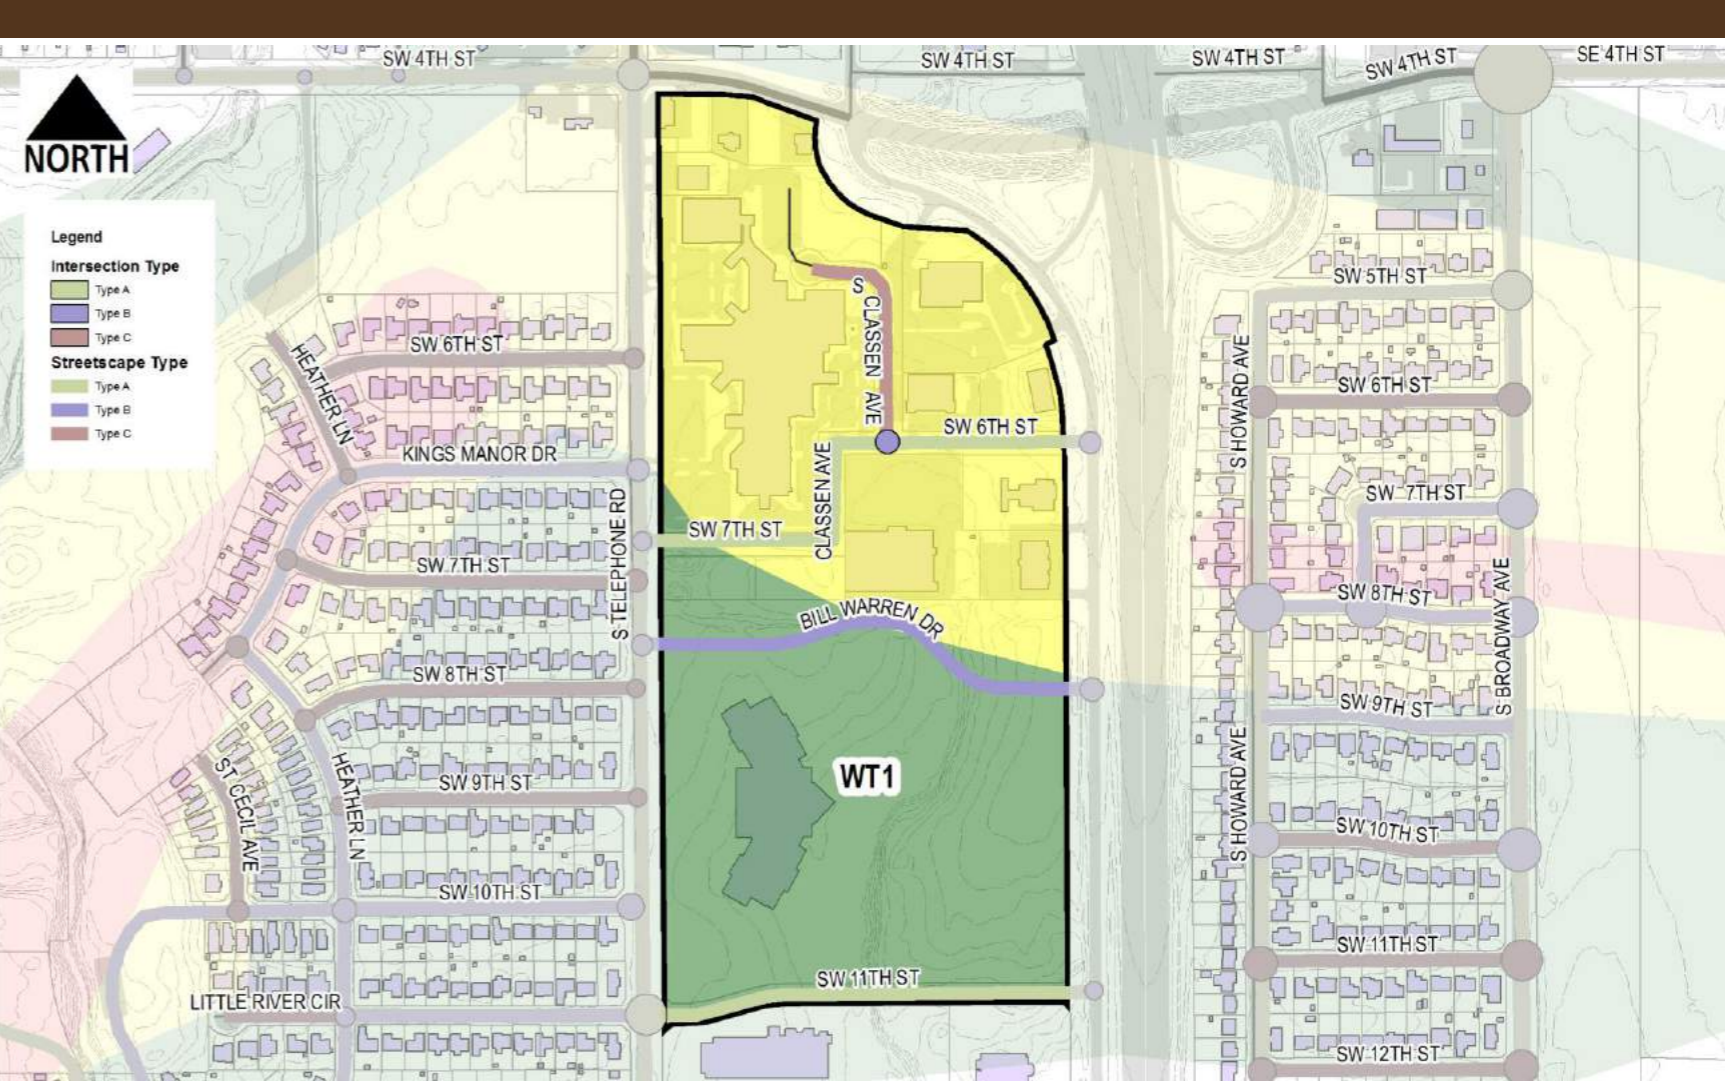 SW 4TH ST
SW 4TH ST
SW 4TH ST
SW 4TH ST
SE 4TH ST
NORTH
Legend
Intersection Type
Type A
Type B
Type C
Streetscape Type
Type A
Type B
Type C
SW 5TH ST
S CLASSEN AVE
SW 6TH ST
HEATHER LN
S HOWARD AVE
SW 6TH ST
SW 6TH ST
KINGS MANOR DR
CLASSEN AVE
SW 7TH ST
S TELEPHONE RD
SW 7TH ST
SW 7TH ST
SW 8TH ST
S BROADWAY AVE
BILL WARREN DR
SW 8TH ST
SW 9TH ST
ST CECIL AVE
HEATHER LN
SW 9TH ST
WT1
S HOWARD AVE
SW 10TH ST
SW 10TH ST
SW 11TH ST
SW 11TH ST
LITTLE RIVER CIR
SW 12TH ST